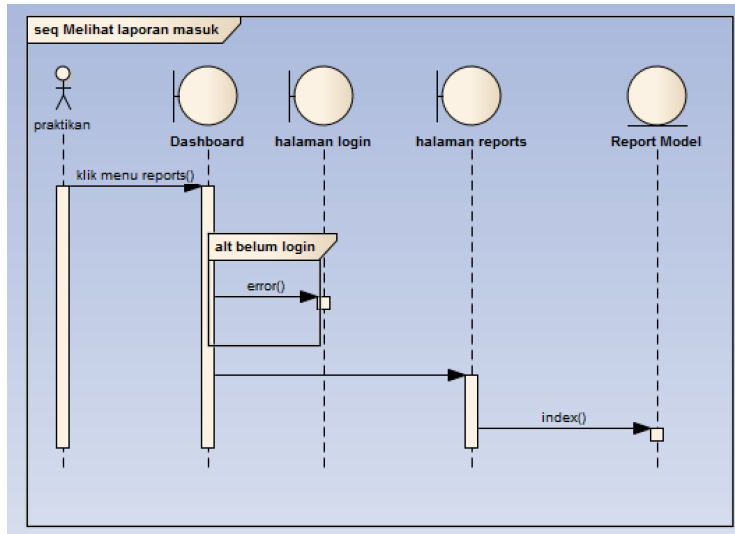 seq Melihat laporan masuk
praktikan
Dashboard
halaman login
halaman reports
Report Model
klik menu reports()
alt belum login
error()
index()